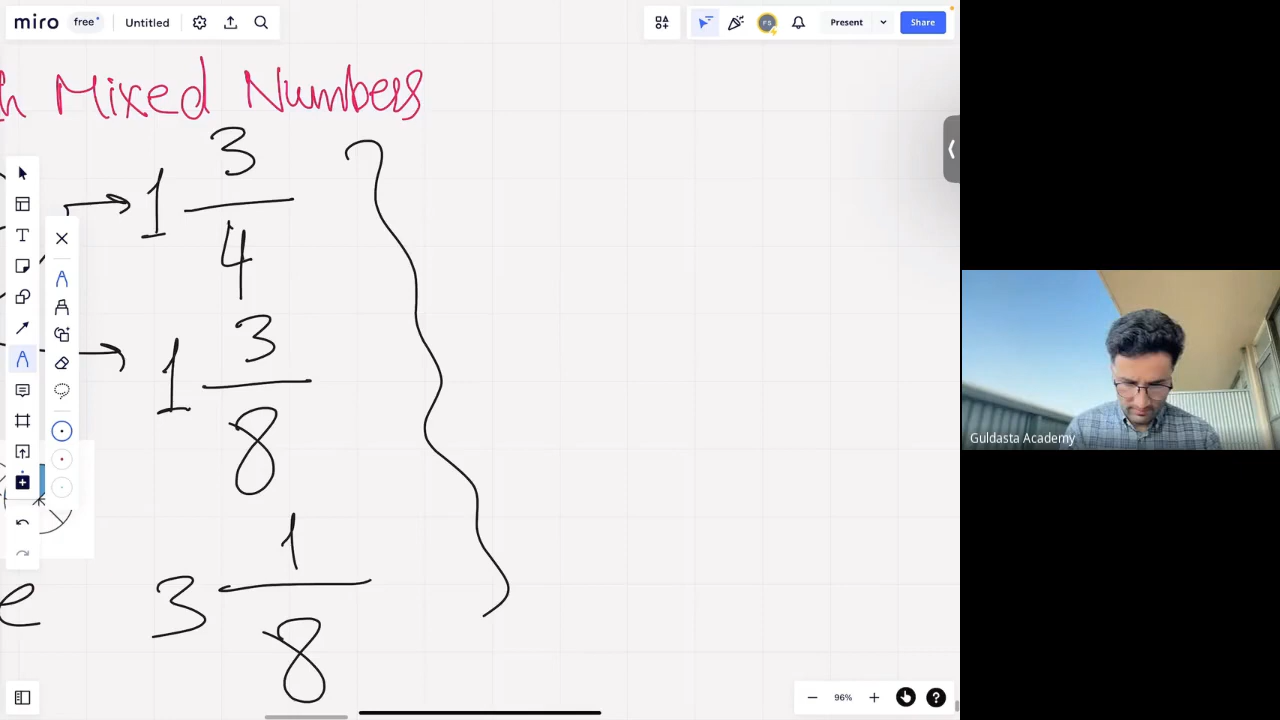 miro free Untitled Present Share
FS
h Mixed Numbers
1 3/4
1 3/8
e 3 1/8
Guldasta Academy
96%